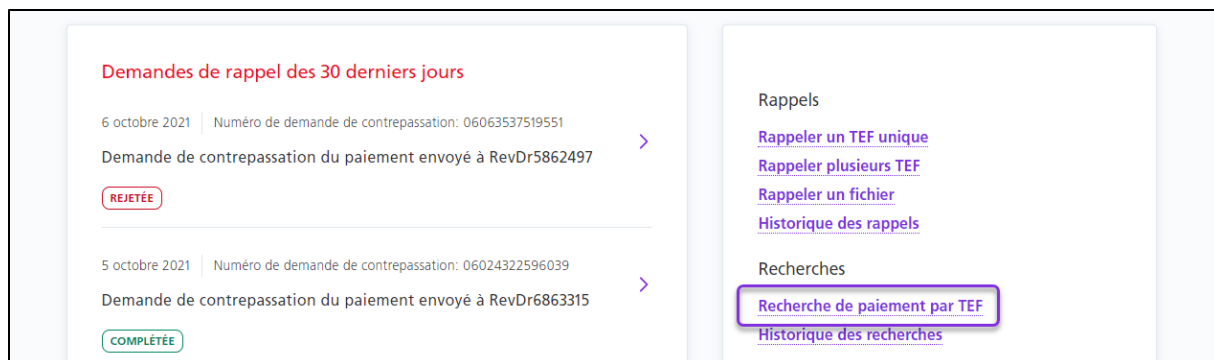 Demandes de rappel des 30 derniers jours
6 octobre 2021 Numéro de demande de contrepassation: 06063537519551
Demande de contrepassation du paiement envoyé à RevDr5862497
REJETÉE
5 octobre 2021 Numéro de demande de contrepassation: 06024322596039
Demande de contrepassation du paiement envoyé à RevDr6863315
COMPLÉTÉE
Rappels
Rappeler un TEF unique
Rappeler plusieurs TEF
Rappeler un fichier
Historique des rappels
Recherches
Recherche de paiement par TEF
Historique des recherches